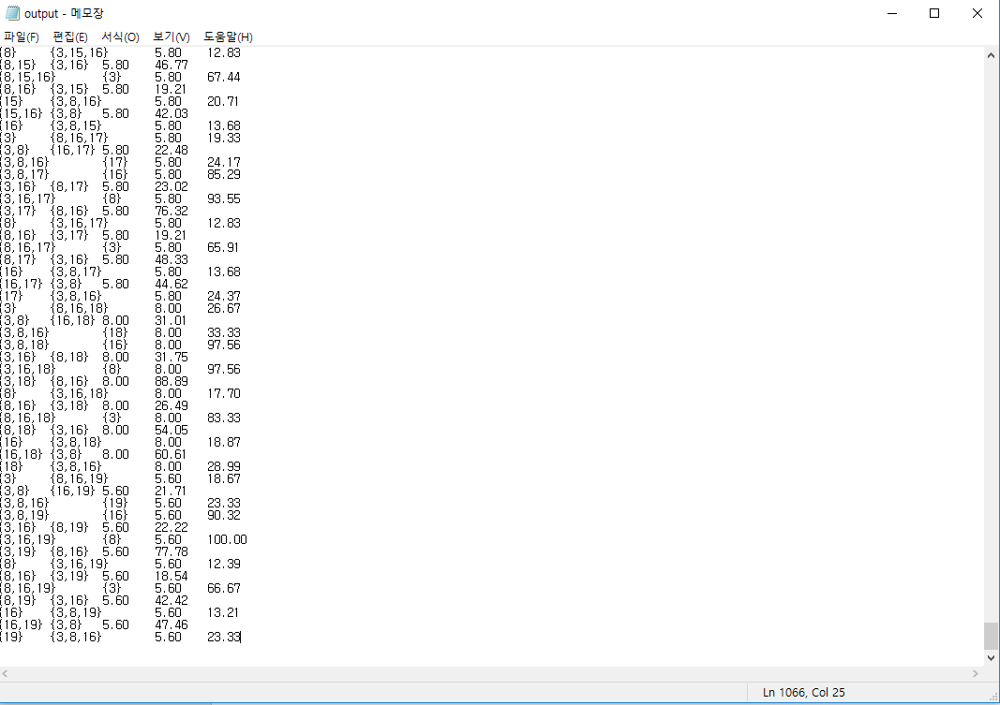 output - 메모장
파일(F) 편집(E) 서식(O) 보기(V) 도움말(H)
{8} {3,15,16} 5.80 12.83
{8,15} {3,16} 5.80 46.77
{8,15,16} {3} 5.80 67.44
{8,16} {3,15} 5.80 19.21
{15} {3,8,16} 5.80 20.71
{15,16} {3,8} 5.80 42.03
{16} {3,8,15} 5.80 13.68
{3} {8,16,17} 5.80 19.33
{3,8} {16,17} 5.80 22.48
{3,8,16} {17} 5.80 24.17
{3,8,17} {16} 5.80 85.29
{3,16} {8,17} 5.80 23.02
{3,16,17} {8} 5.80 93.55
{3,17} {8,16} 5.80 76.32
{8} {3,16,17} 5.80 12.83
{8,16} {3,17} 5.80 19.21
{8,16,17} {3} 5.80 65.91
{8,17} {3,16} 5.80 48.33
{16} {3,8,17} 5.80 13.68
{16,17} {3,8} 5.80 44.62
{17} {3,8,16} 5.80 24.37
{3} {8,16,18} 8.00 26.67
{3,8} {16,18} 8.00 31.01
{3,8,16} {18} 8.00 33.33
{3,8,18} {16} 8.00 97.56
{3,16} {8,18} 8.00 31.75
{3,16,18} {8} 8.00 97.56
{3,18} {8,16} 8.00 88.89
{8} {3,16,18} 8.00 17.70
{8,16} {3,18} 8.00 26.49
{8,16,18} {3} 8.00 83.33
{8,18} {3,16} 8.00 54.05
{16} {3,8,18} 8.00 18.87
{16,18} {3,8} 8.00 60.61
{18} {3,8,16} 8.00 28.99
{3} {8,16,19} 5.60 18.67
{3,8} {16,19} 5.60 21.71
{3,8,16} {19} 5.60 23.33
{3,8,19} {16} 5.60 90.32
{3,16} {8,19} 5.60 22.22
{3,16,19} {8} 5.60 100.00
{3,19} {8,16} 5.60 77.78
{8} {3,16,19} 5.60 12.39
{8,16} {3,19} 5.60 18.54
{8,16,19} {3} 5.60 66.67
{8,19} {3,16} 5.60 42.42
{16} {3,8,19} 5.60 13.21
{16,19} {3,8} 5.60 47.46
{19} {3,8,16} 5.60 23.33
Ln 1066, Col 25